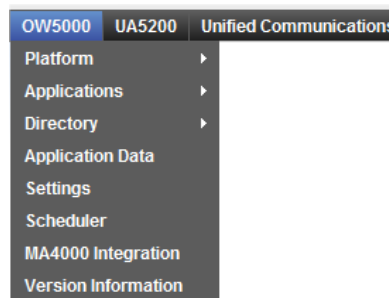 OW5000 UA5200 Unified Communications
Platform
Applications
Directory
Application Data
Settings
Scheduler
MA4000 Integration
Version Information